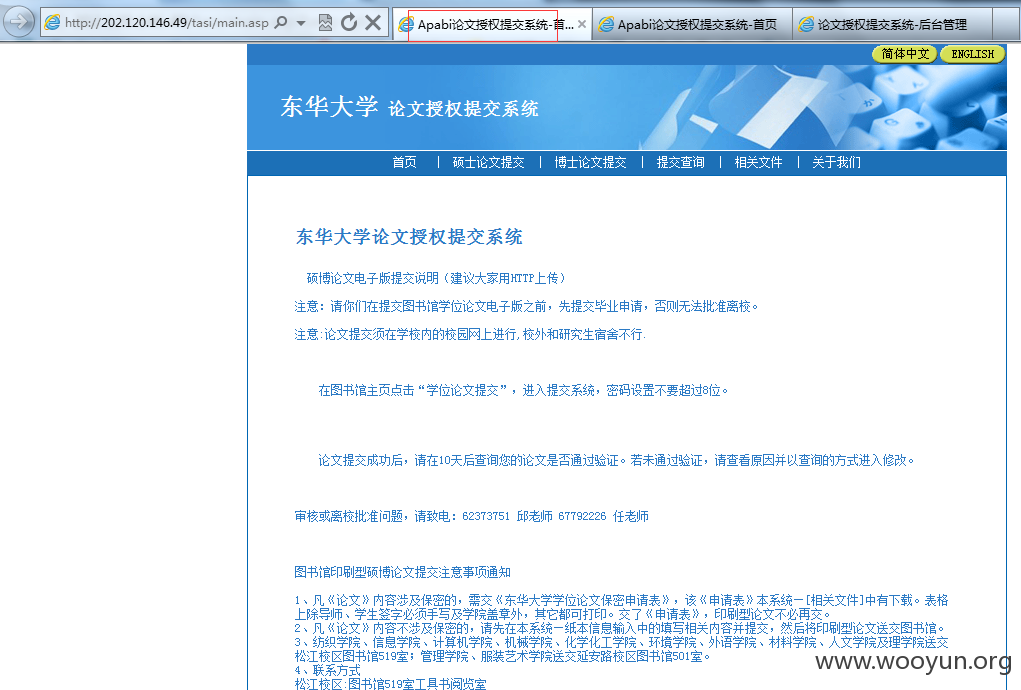 http://202.120.146.49/tasi/main.asp
Apabi论文授权提交系统-首... Apabi论文授权提交系统-首页 论文授权提交系统-后台管理
简体中文 ENGLISH
东华大学 论文授权提交系统
首页 | 硕士论文提交 | 博士论文提交 | 提交查询 | 相关文件 | 关于我们
东华大学论文授权提交系统
硕博论文电子版提交说明（建议大家用HTTP上传）
注意：请你们在提交图书馆学位论文电子版之前，先提交毕业申请，否则无法批准离校。
注意:论文提交须在学校内的校园网上进行,校外和研究生宿舍不行.
在图书馆主页点击“学位论文提交”，进入提交系统，密码设置不要超过8位。
论文提交成功后，请在10天后查询您的论文是否通过验证。若未通过验证，请查看原因并以查询的方式进入修改。
审核或离校批准问题，请致电：62373751 邱老师 67792226 任老师
图书馆印刷型硕博论文提交注意事项通知
1、凡《论文》内容涉及保密的，需交《东华大学学位论文保密申请表》，该《申请表》本系统--[相关文件]中有下载。表格
上除导师、学生签字必须手写及学院盖章外，其它都可打印。交了《申请表》，印刷型论文不必再交。
2、凡《论文》内容不涉及保密的，请先在本系统--纸本信息输入中的填写相关内容并提交，然后将印刷型论文送交图书馆。
3、纺织学院、信息学院、计算机学院、机械学院、化学化工学院、环境学院、外语学院、材料学院、人文学院及理学院送交
松江校区图书馆519室；管理学院、服装艺术学院送交延安路校区图书馆501室。
4、联系方式
松江校区:图书馆519室工具书阅览室
www.wooyun.org